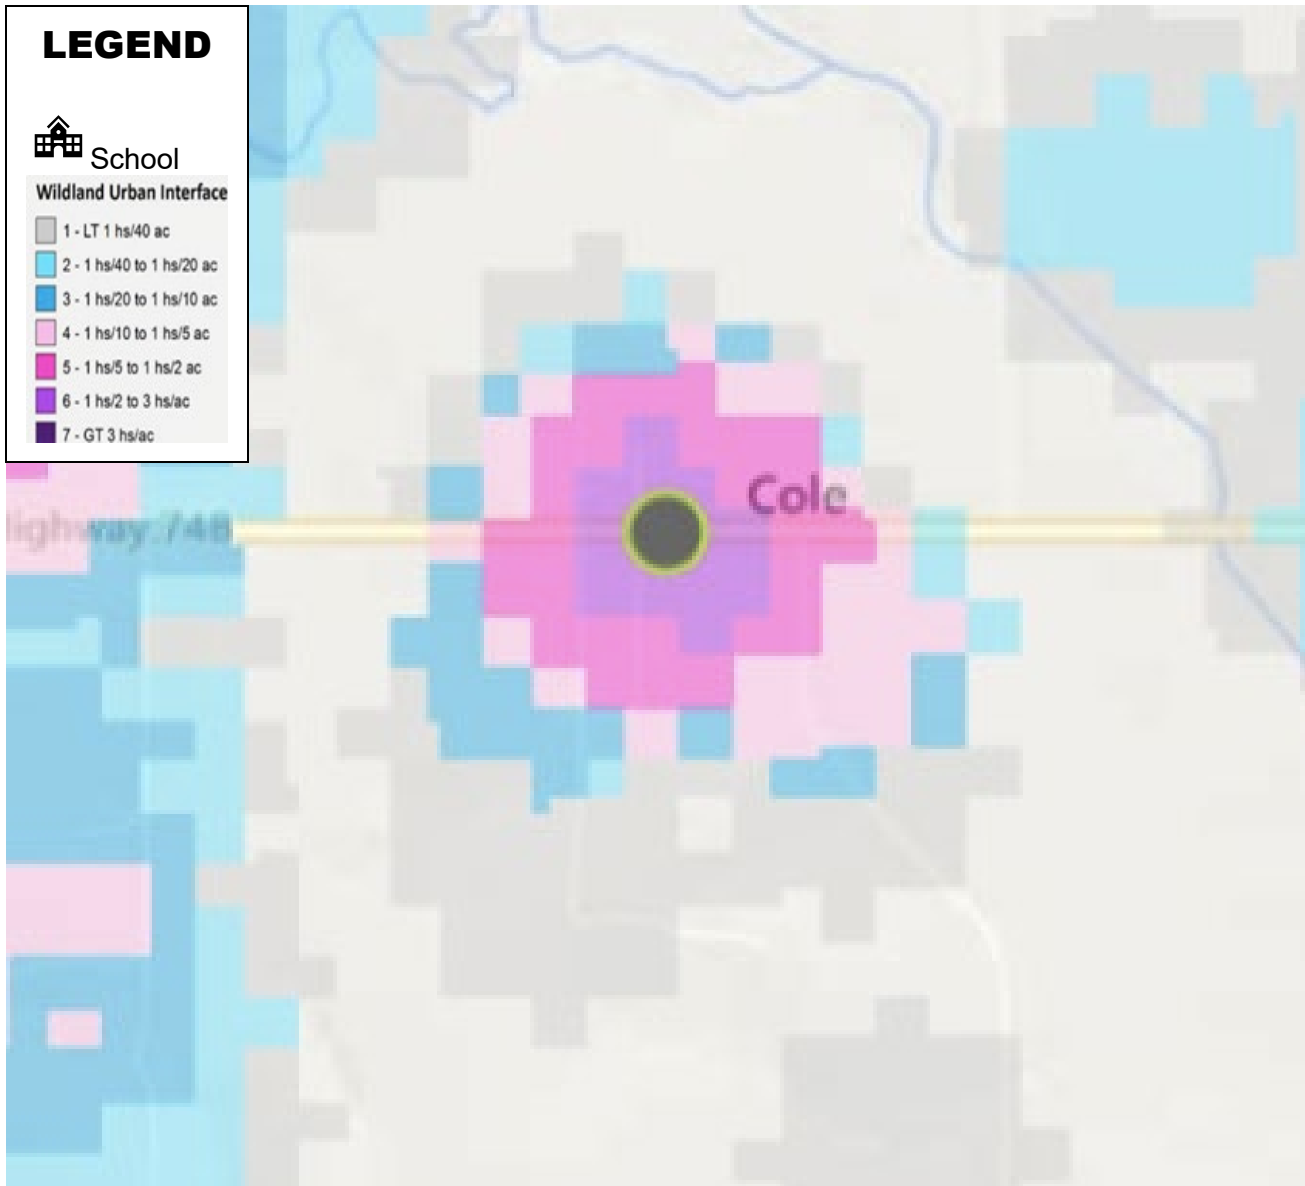 LEGEND
School
Wildland Urban Interface
1 - LT 1 hs/40 ac
2 - 1 hs/40 to 1 hs/20 ac
3 - 1 hs/20 to 1 hs/10 ac
4 - 1 hs/10 to 1 hs/5 ac
5 - 1 hs/5 to 1 hs/2 ac
6 - 1 hs/2 to 3 hs/ac
7 - GT 3 hs/ac
Cole
ighway 74B